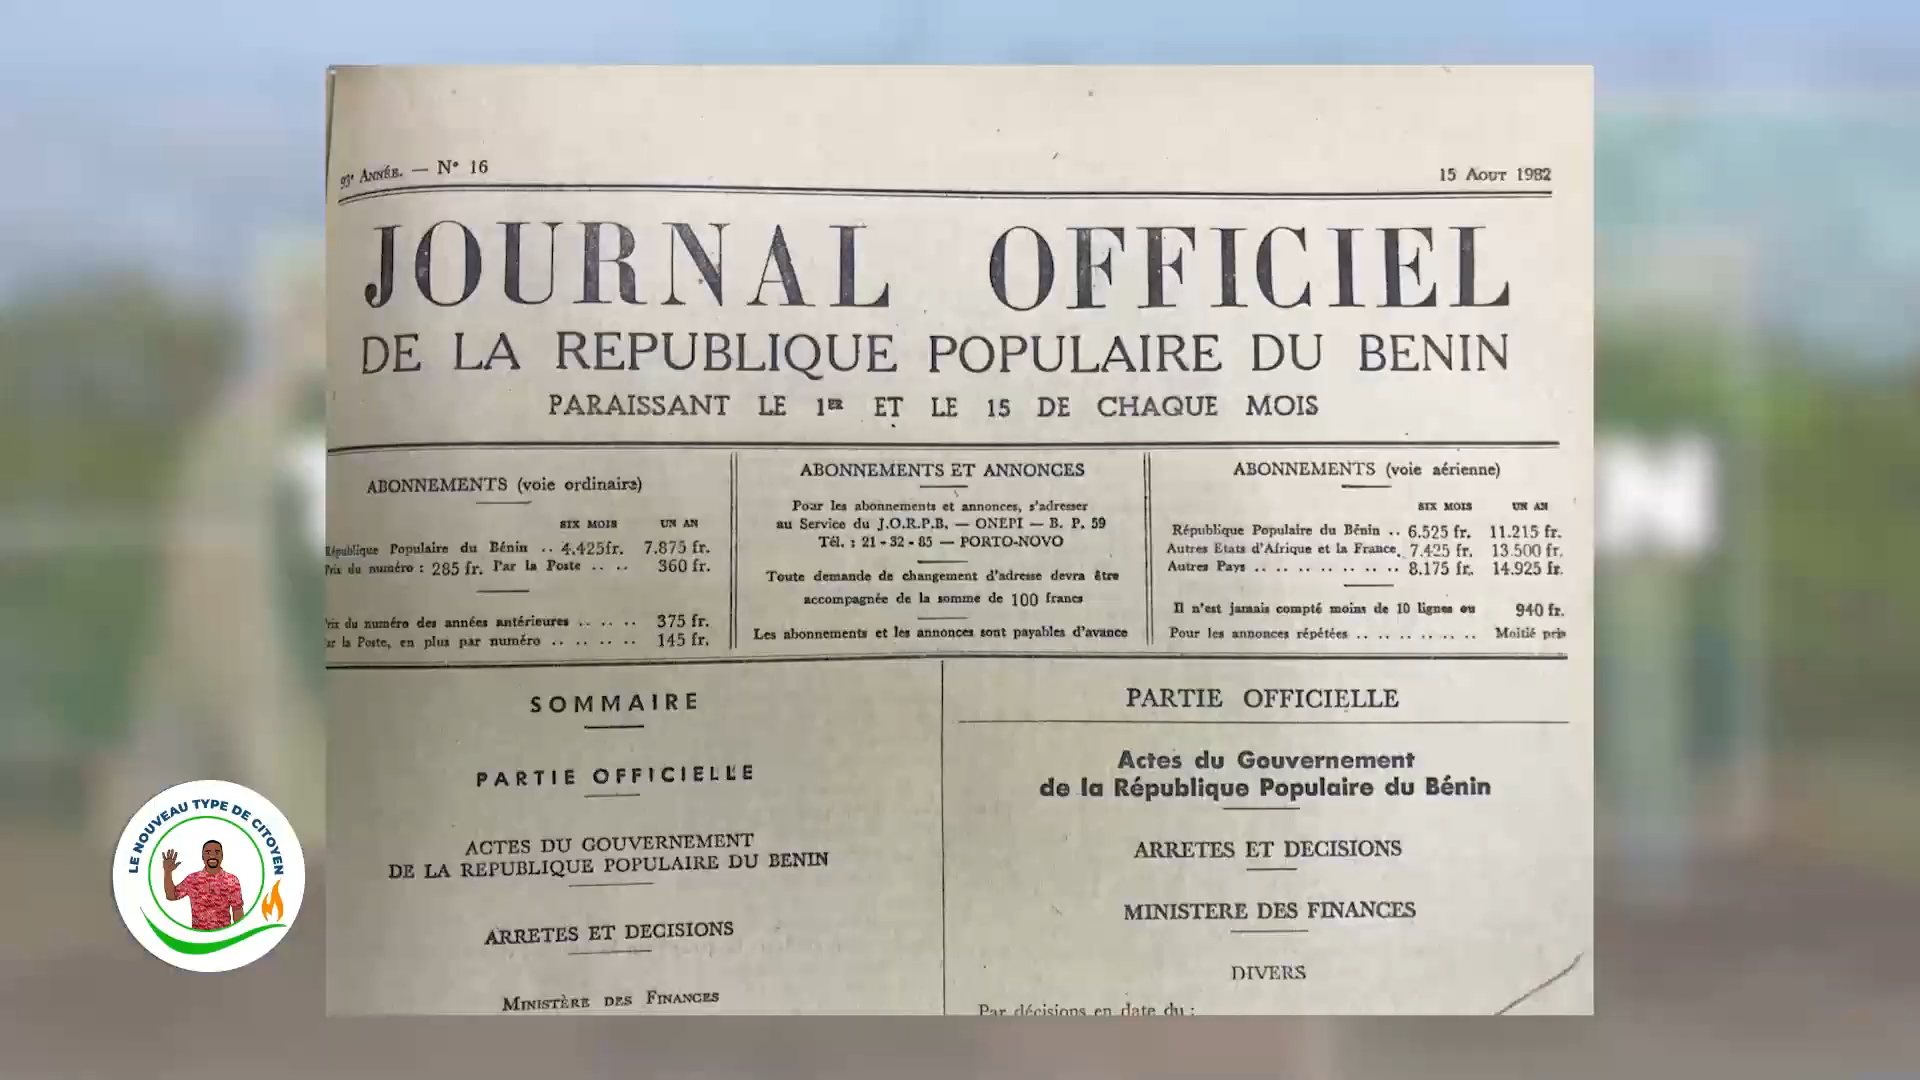 93e ANNÉE. — N° 16
15 AOUT 1982
JOURNAL OFFICIEL
DE LA REPUBLIQUE POPULAIRE DU BENIN
PARAISSANT LE 1ER ET LE 15 DE CHAQUE MOIS
ABONNEMENTS (voie ordinaire)
SIX MOIS UN AN
République Populaire du Bénin .. 4.425fr. 7.875 fr.
Prix du numéro : 285 fr. Par la Poste .. .. 360 fr.
rix du numéro des années antérieures .. .. .. 375 fr.
ar la Poste, en plus par numéro .. .. .. .. 145 fr.
ABONNEMENTS ET ANNONCES
Pour les abonnements et annonces, s'adresser
au Service du J.O.R.P.B. — ONEPI — B. P. 59
Tél. : 21-32-85 — PORTO-NOVO
Toute demande de changement d'adresse devra être
accompagnée de la somme de 100 francs
Les abonnements et les annonces sont payables d'avance
ABONNEMENTS (voie aérienne)
SIX MOIS UN AN
République Populaire du Bénin .. 6.525 fr. 11.215 fr.
Autres Etats d'Afrique et la France. 7.425 fr. 13.500 fr.
Autres Pays .. .. .. .. .. .. .. 8.175 fr. 14.925 fr.
Il n'est jamais compté moins de 10 lignes ou 940 fr.
Pour les annonces répétées .. .. .. .. .. .. Moitié prix
SOMMAIRE
PARTIE OFFICIELLE
ACTES DU GOUVERNEMENT
DE LA REPUBLIQUE POPULAIRE DU BENIN
ARRETES ET DECISIONS
MINISTÈRE DES FINANCES
PARTIE OFFICIELLE
Actes du Gouvernement
de la République Populaire du Bénin
ARRETES ET DECISIONS
MINISTERE DES FINANCES
DIVERS
Par décisions en date du :
LE NOUVEAU TYPE DE CITOYEN